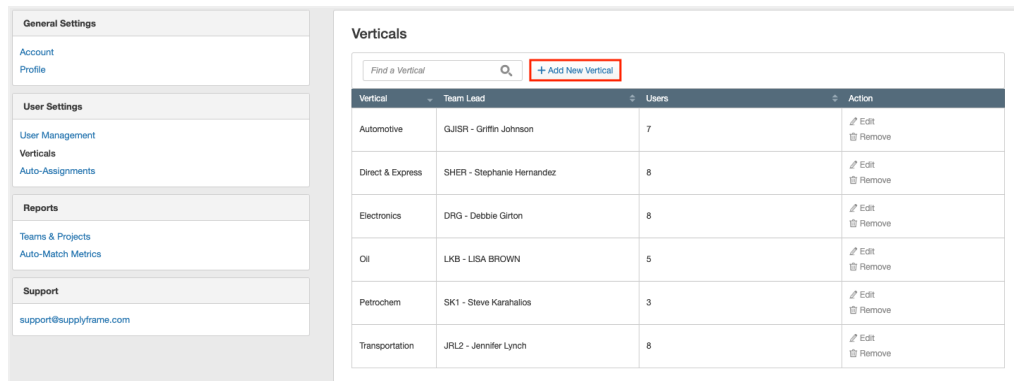 General Settings
Account
Profile
User Settings
User Management
Verticals
Auto-Assignments
Reports
Teams & Projects
Auto-Match Metrics
Support
support@supplyframe.com
Verticals
Find a Vertical
+ Add New Vertical
Vertical Team Lead Users Action
Automotive GJISR - Griffin Johnson 7 Edit
Remove
Direct & Express SHER - Stephanie Hernandez 8 Edit
Remove
Electronics DRG - Debbie Girton 8 Edit
Remove
Oil LKB - LISA BROWN 5 Edit
Remove
Petrochem SK1 - Steve Karahalios 3 Edit
Remove
Transportation JRL2 - Jennifer Lynch 8 Edit
Remove